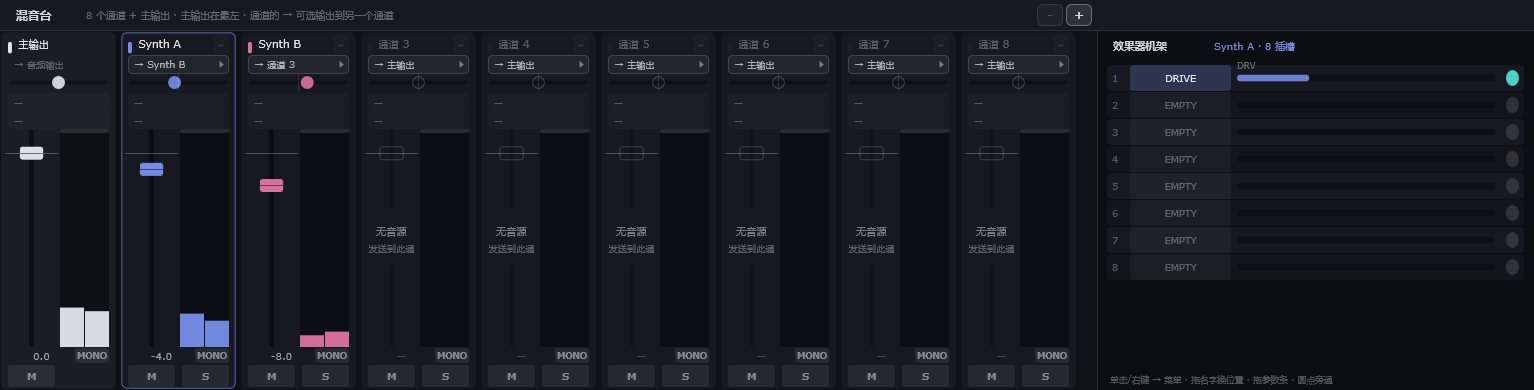 混音台
8 个通道 + 主输出 · 主输出在最左 · 通道的 → 可选输出到另一个通道
- +
主输出
→ 音频输出
—
—
0.0 MONO
M
Synth A -
→ Synth B ▸
—
—
-4.0 MONO
M S
Synth B -
→ 通道 3 ▸
—
—
-8.0 MONO
M S
通道 3 -
→ 主输出 ▸
—
—
无音源
发送到此通
— MONO
M S
通道 4 -
→ 主输出 ▸
—
—
无音源
发送到此通
— MONO
M S
通道 5 -
→ 主输出 ▸
—
—
无音源
发送到此通
— MONO
M S
通道 6 -
→ 主输出 ▸
—
—
无音源
发送到此通
— MONO
M S
通道 7 -
→ 主输出 ▸
—
—
无音源
发送到此通
— MONO
M S
通道 8 -
→ 主输出 ▸
—
—
无音源
发送到此通
— MONO
M S
效果器机架 Synth A · 8 插槽
DRV
1 DRIVE
2 EMPTY
3 EMPTY
4 EMPTY
5 EMPTY
6 EMPTY
7 EMPTY
8 EMPTY
单击/右键 → 菜单 · 拖名字换位置 · 拖参数条 · 圆点旁通